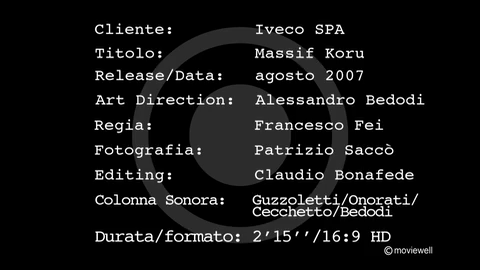 Cliente: Iveco SPA
Titolo: Massif Koru
Release/Data: agosto 2007
Art Direction: Alessandro Bedodi
Regia: Francesco Fei
Fotografia: Patrizio Saccò
Editing: Claudio Bonafede
Colonna Sonora: Guzzoletti/Onorati/
Cecchetto/Bedodi
Durata/formato: 2’15’’/16:9 HD
©moviewell